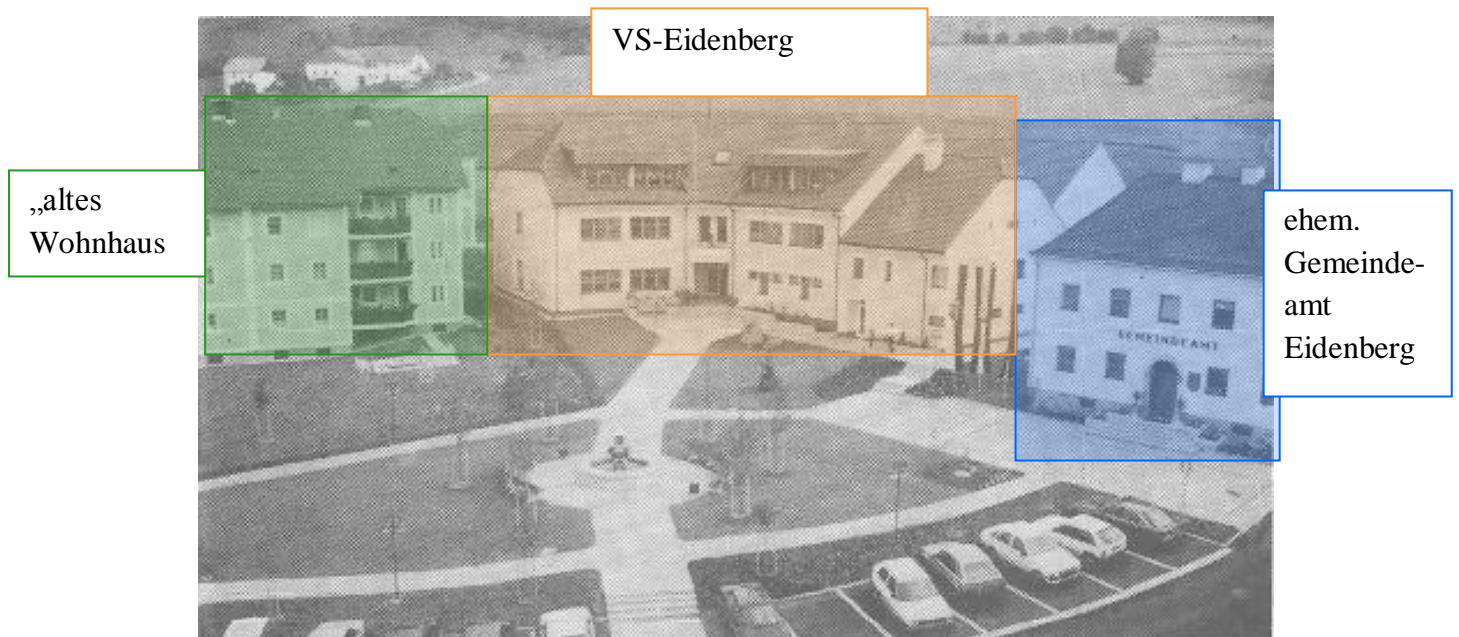 VS-Eidenberg
„altes
Wohnhaus
ehem.
Gemeinde-
amt
Eidenberg
GEMEINDEAMT